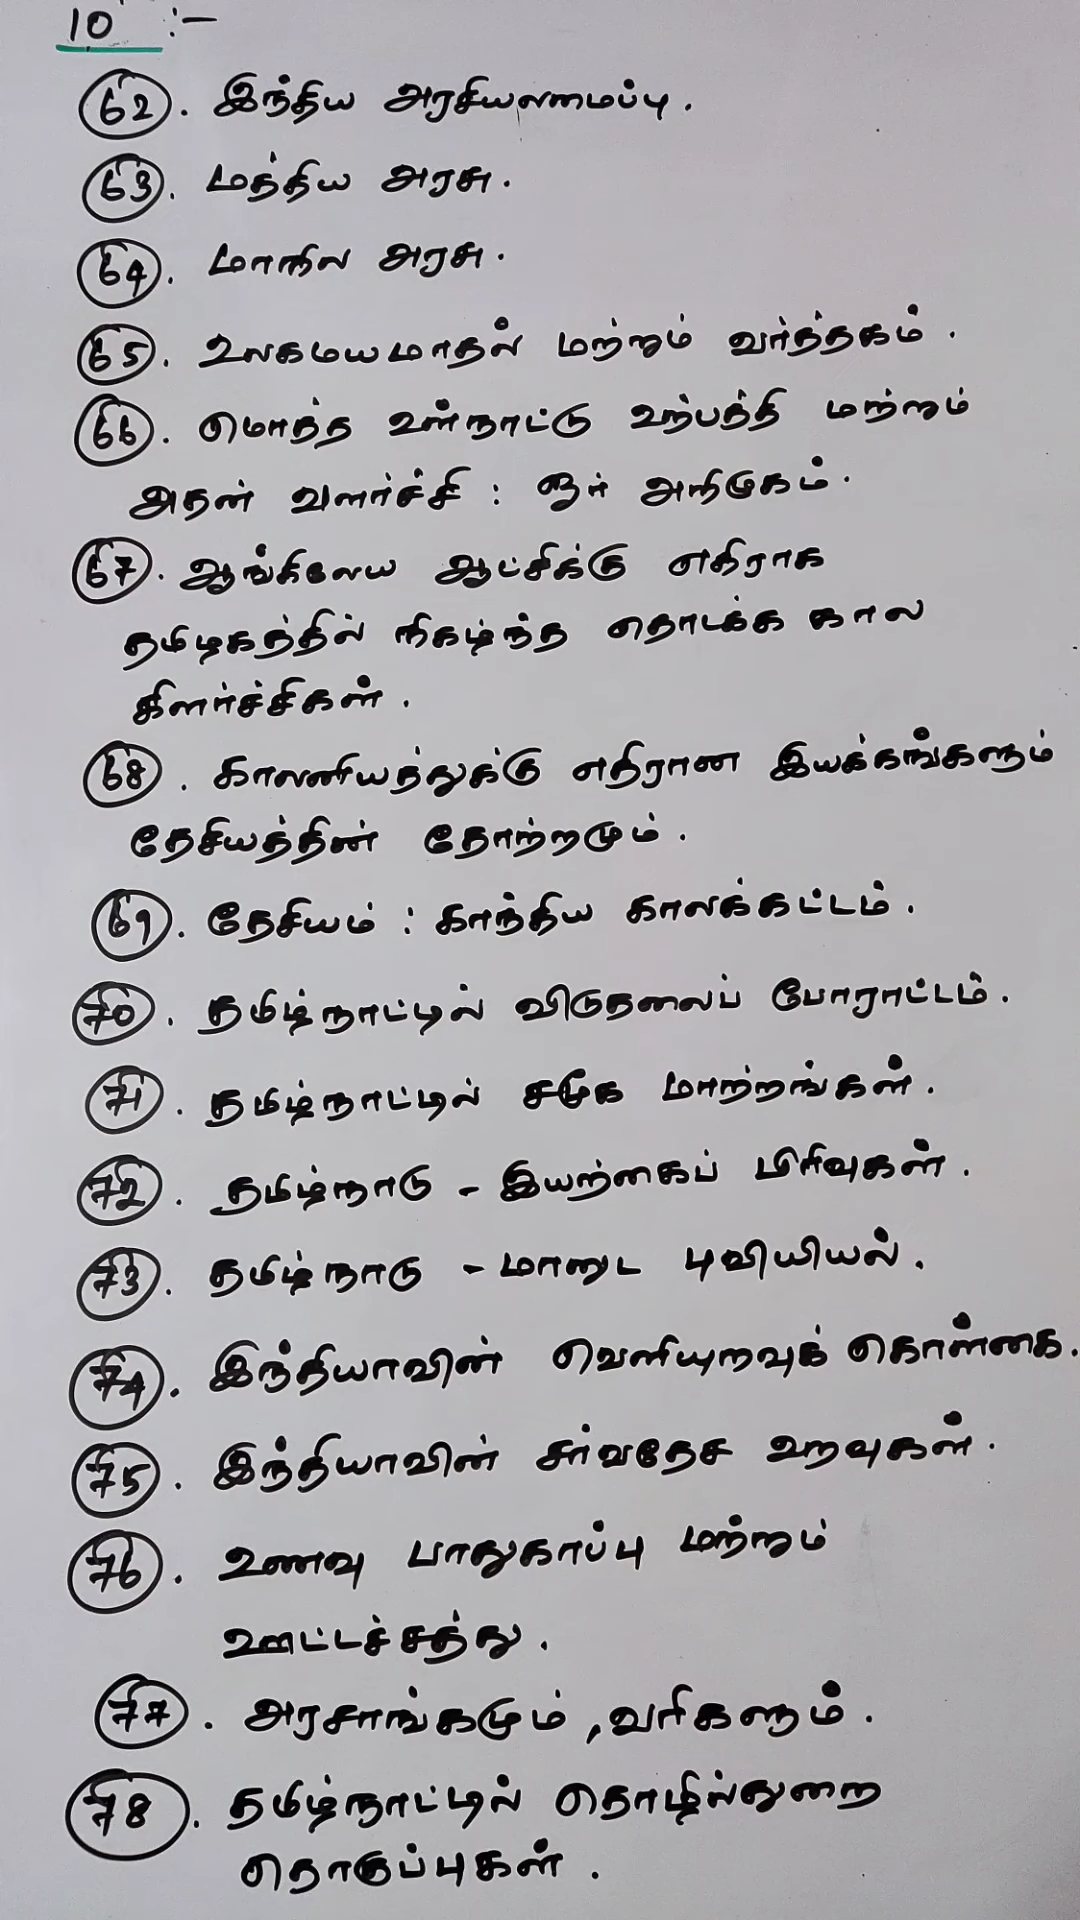 10 :-
62. இந்திய அரசியலமைப்பு.
63. மத்திய அரசு.
64. மாநில அரசு.
65. உலகமயமாதல் மற்றும் வர்த்தகம்.
66. மொத்த உள்நாட்டு உற்பத்தி மற்றும்
அதன் வளர்ச்சி : ஓர் அறிமுகம்.
67. ஆங்கிலேய ஆட்சிக்கு எதிராக
தமிழகத்தில் நிகழ்ந்த தொடக்க கால
கிளர்ச்சிகள்.
68. காலனியத்துக்கு எதிரான இயக்கங்களும்
தேசியத்தின் தோற்றமும்.
69. தேசியம் : காந்திய காலக்கட்டம்.
70. தமிழ்நாட்டில் விடுதலைப் போராட்டம்.
71. தமிழ்நாட்டில் சமூக மாற்றங்கள்.
72. தமிழ்நாடு - இயற்கைப் பிரிவுகள்.
73. தமிழ்நாடு - மானுட புவியியல்.
74. இந்தியாவின் வெளியுறவுக் கொள்கை.
75. இந்தியாவின் சர்வதேச உறவுகள்.
76. உணவு பாதுகாப்பு மற்றும்
ஊட்டச்சத்து.
77. அரசாங்கமும், வரிகளும்.
78. தமிழ்நாட்டில் தொழில்துறை
தொகுப்புகள்.